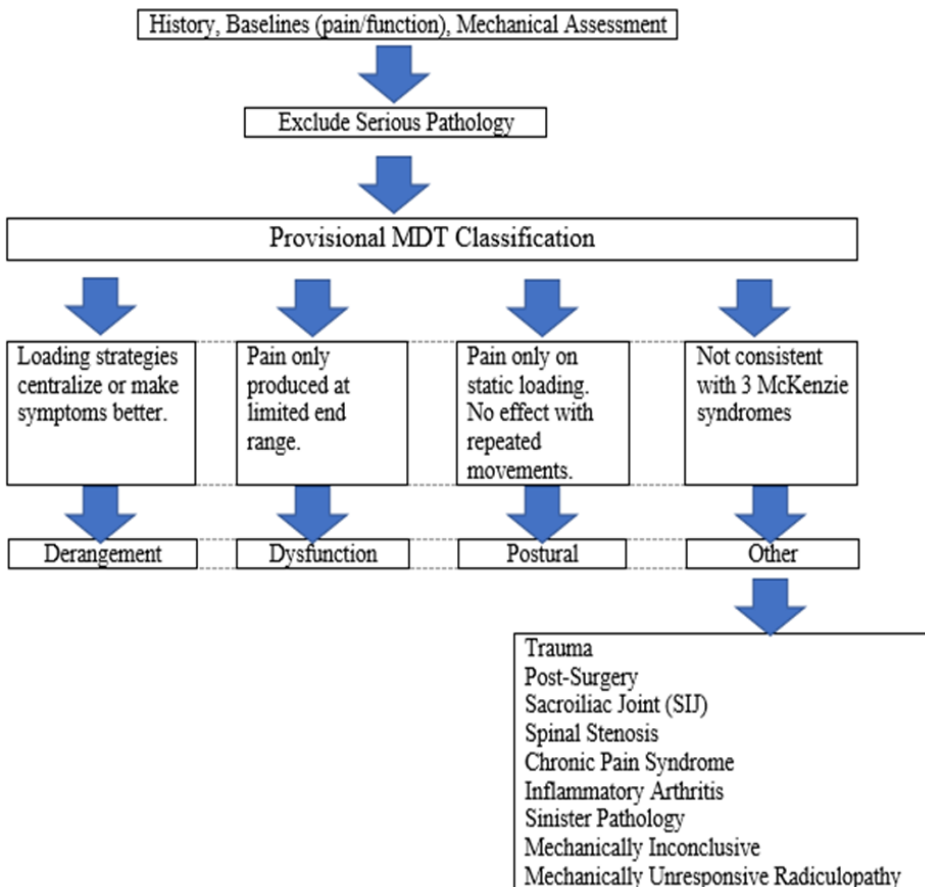 History, Baselines (pain/function), Mechanical Assessment
Exclude Serious Pathology
Provisional MDT Classification
Loading strategies
centralize or make
symptoms better.
Pain only
produced at
limited end
range.
Pain only on
static loading.
No effect with
repeated
movements.
Not consistent
with 3 McKenzie
syndromes
Derangement
Dysfunction
Postural
Other
Trauma
Post-Surgery
Sacroiliac Joint (SIJ)
Spinal Stenosis
Chronic Pain Syndrome
Inflammatory Arthritis
Sinister Pathology
Mechanically Inconclusive
Mechanically Unresponsive Radiculopathy